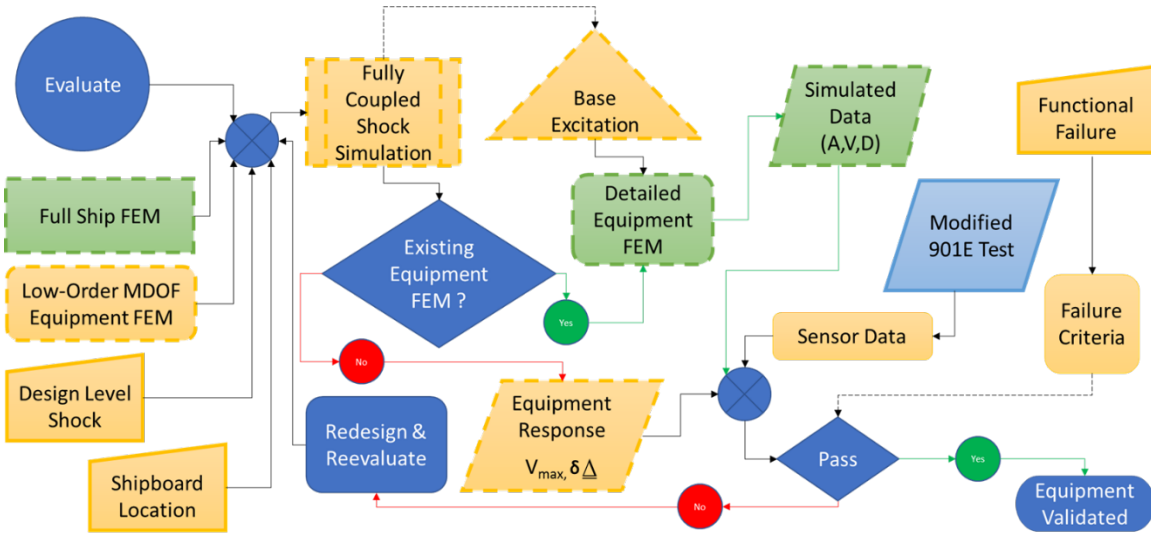 Evaluate
Full Ship FEM
Low-Order MDOF
Equipment FEM
Design Level
Shock
Shipboard
Location
Fully
Coupled
Shock
Simulation
Base
Excitation
Existing
Equipment
FEM ?
Yes
No
Detailed
Equipment
FEM
Simulated
Data
(A,V,D)
Functional
Failure
Modified
901E Test
Sensor Data
Failure
Criteria
Redesign &
Reevaluate
Equipment
Response
Vmax, δ Δ
Pass
Yes
No
Equipment
Validated